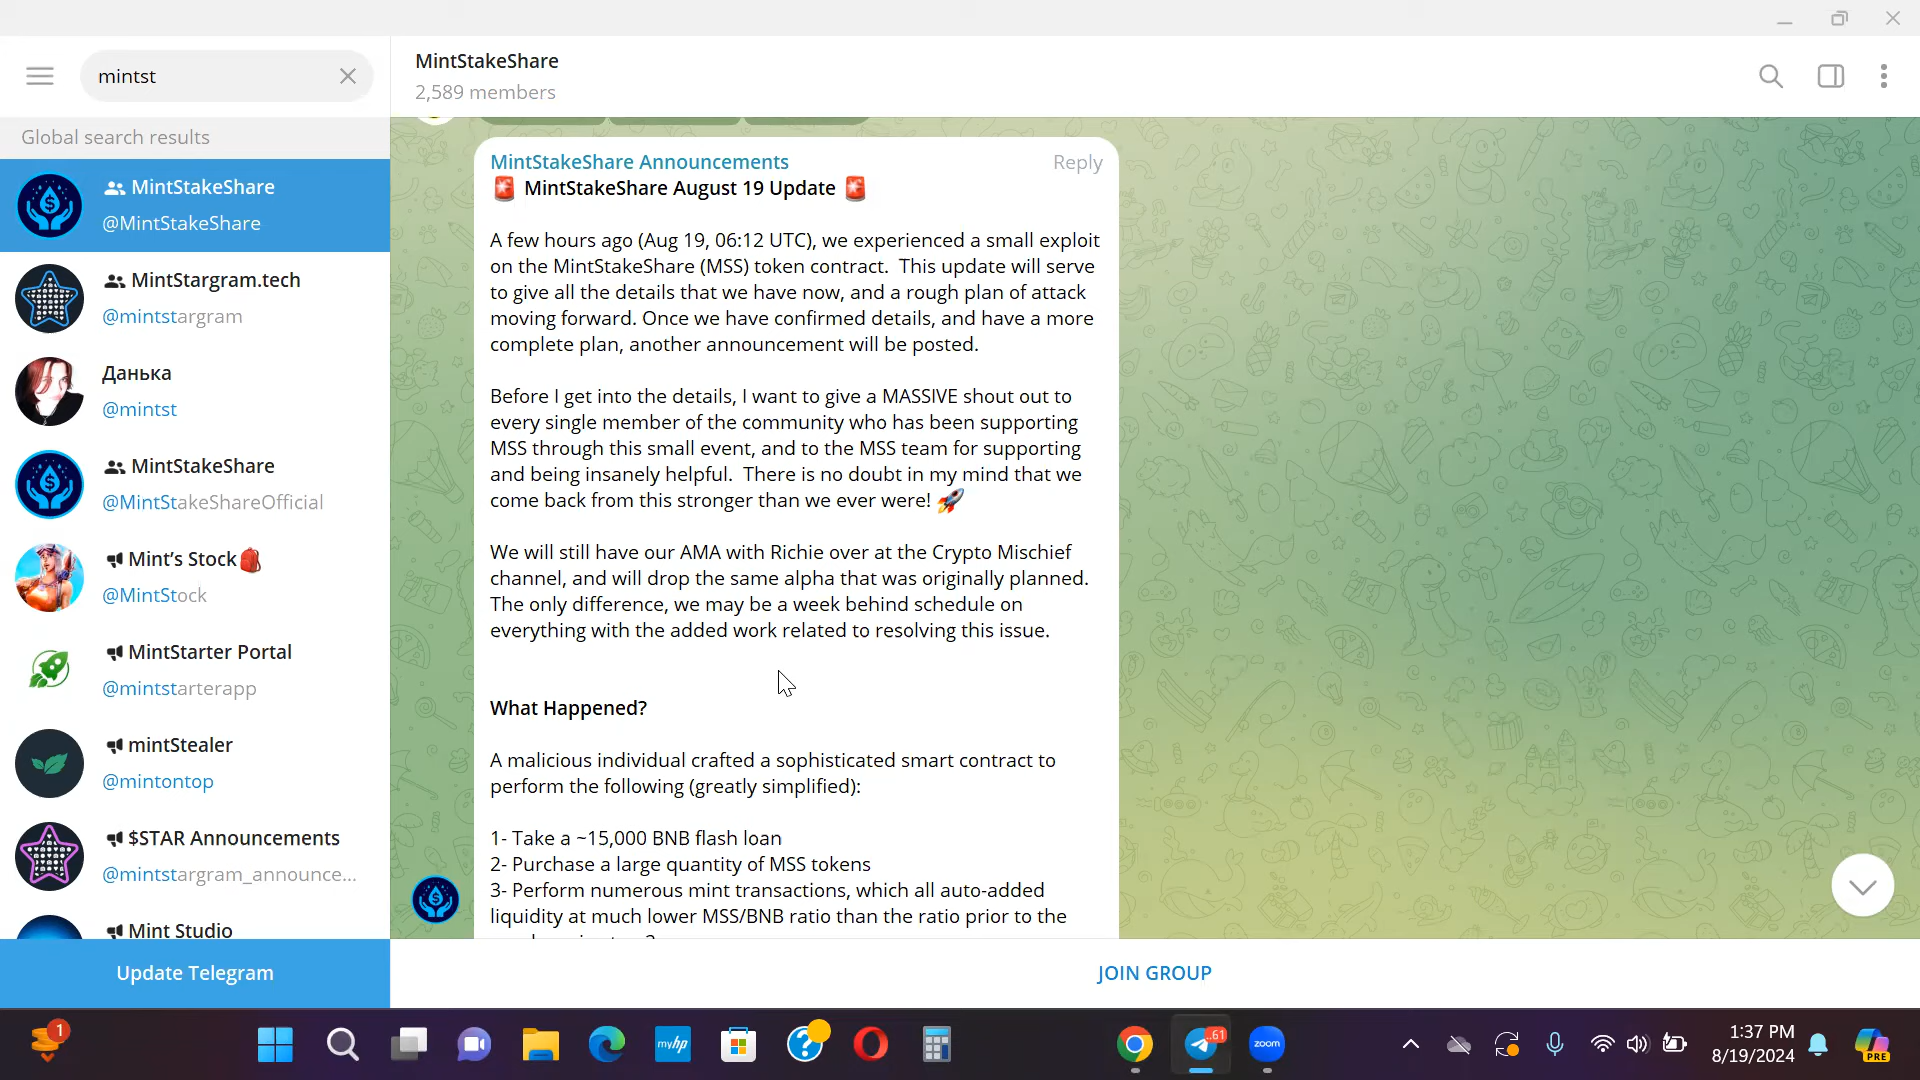 mintst
Global search results
MintStakeShare
@MintStakeShare
MintStargram.tech
@mintstargram
Данька
@mintst
MintStakeShare
@MintStakeShareOfficial
Mint’s Stock🎒
@MintStock
MintStarter Portal
@mintstarterapp
mintStealer
@mintontop
$STAR Announcements
@mintstargram_announce...
Mint Studio
Update Telegram
MintStakeShare
2,589 members
MintStakeShare Announcements
Reply
🚨 MintStakeShare August 19 Update 🚨
A few hours ago (Aug 19, 06:12 UTC), we experienced a small exploit
on the MintStakeShare (MSS) token contract.  This update will serve
to give all the details that we have now, and a rough plan of attack
moving forward. Once we have confirmed details, and have a more
complete plan, another announcement will be posted.
Before I get into the details, I want to give a MASSIVE shout out to
every single member of the community who has been supporting
MSS through this small event, and to the MSS team for supporting
and being insanely helpful.  There is no doubt in my mind that we
come back from this stronger than we ever were! 🚀
We will still have our AMA with Richie over at the Crypto Mischief
channel, and will drop the same alpha that was originally planned.
The only difference, we may be a week behind schedule on
everything with the added work related to resolving this issue.
What Happened?
A malicious individual crafted a sophisticated smart contract to
perform the following (greatly simplified):
1- Take a ~15,000 BNB flash loan
2- Purchase a large quantity of MSS tokens
3- Perform numerous mint transactions, which all auto-added
liquidity at much lower MSS/BNB ratio than the ratio prior to the
JOIN GROUP
1
myhp
..61
zoom
1:37 PM
8/19/2024
PRE